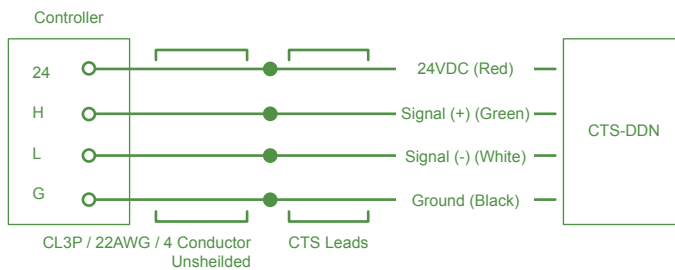 Controller
24
24VDC (Red)
H
Signal (+) (Green)
CTS-DDN
L
Signal (-) (White)
G
Ground (Black)
CL3P / 22AWG / 4 Conductor
Unsheilded
CTS Leads